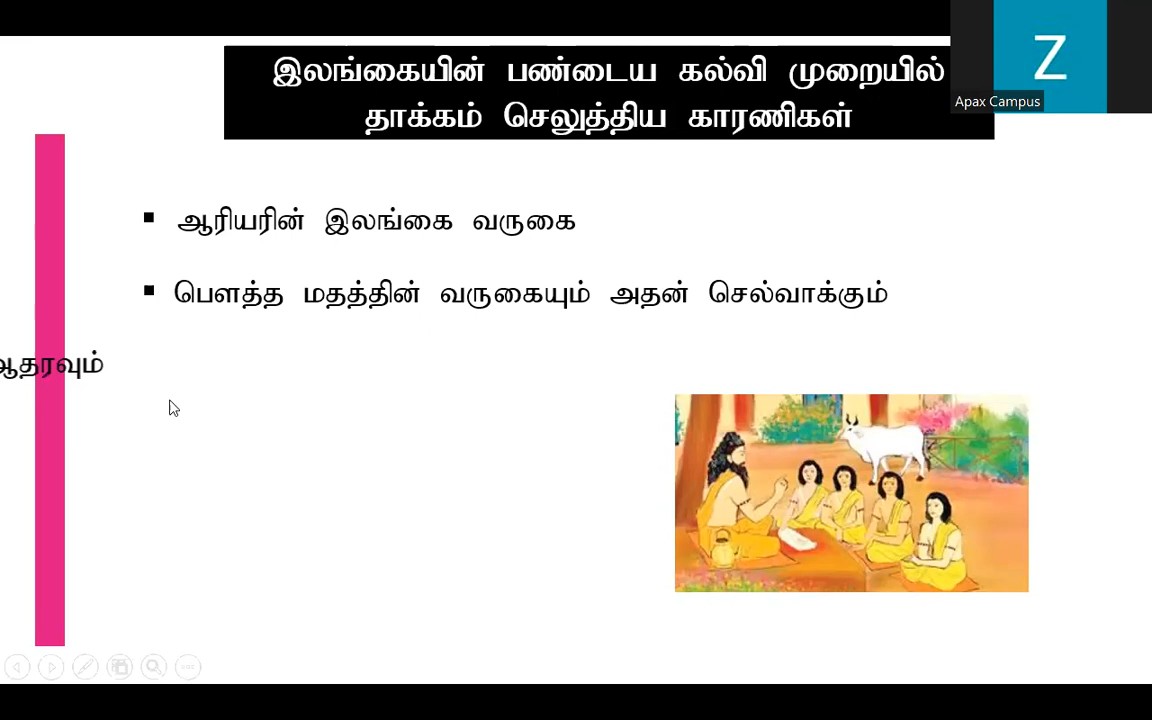 இலங்கையின் பண்டைய கல்வி முறையில்
தாக்கம் செலுத்திய காரணிகள்
Z
Apax Campus
▪ ஆரியரின் இலங்கை வருகை
▪ பௌத்த மதத்தின் வருகையும் அதன் செல்வாக்கும்
ஆதரவும்